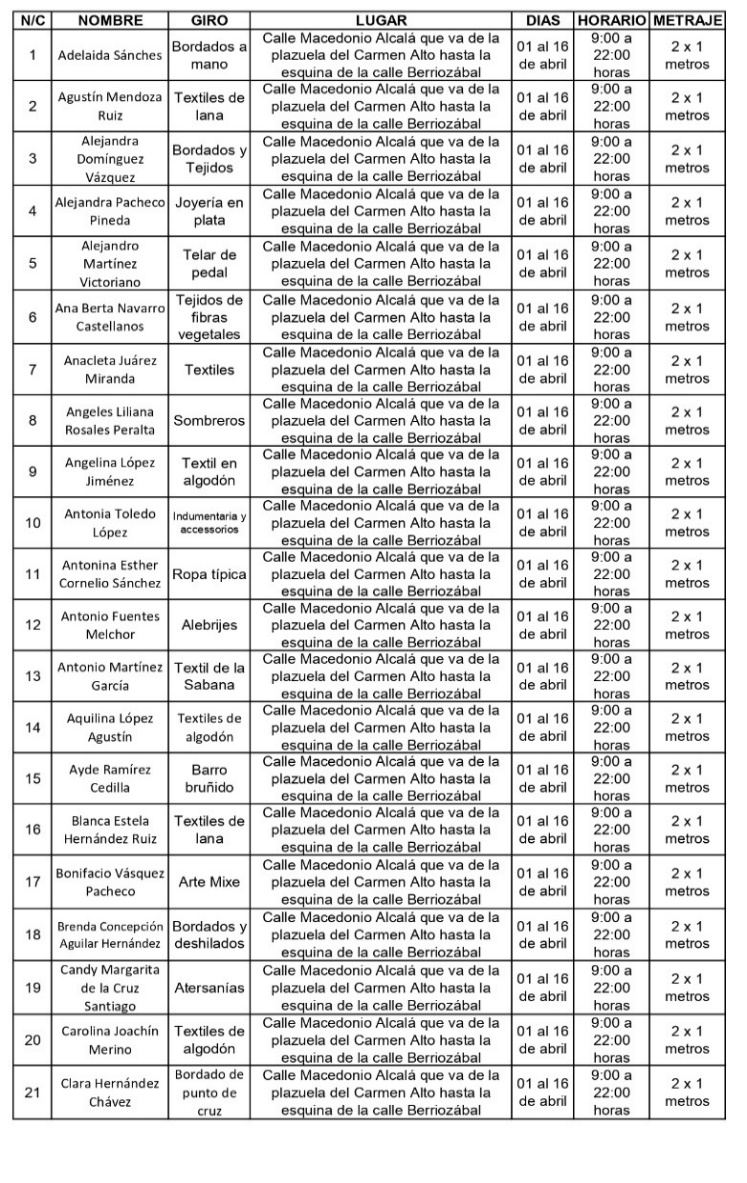 N/C NOMBRE GIRO LUGAR DIAS HORARIO METRAJE
1
Adelaida Sánches
Bordados a
mano
Calle Macedonio Alcalá que va de la
plazuela del Carmen Alto hasta la
esquina de la calle Berriozábal
01 al 16
de abril
9:00 a
22:00
horas
2 x 1
metros
2
Agustín Mendoza
Ruiz
Textiles de
lana
Calle Macedonio Alcalá que va de la
plazuela del Carmen Alto hasta la
esquina de la calle Berriozábal
01 al 16
de abril
9:00 a
22:00
horas
2 x 1
metros
3
Alejandra
Domínguez
Vázquez
Bordados y
Tejidos
Calle Macedonio Alcalá que va de la
plazuela del Carmen Alto hasta la
esquina de la calle Berriozábal
01 al 16
de abril
9:00 a
22:00
horas
2 x 1
metros
4
Alejandra Pacheco
Pineda
Joyería en
plata
Calle Macedonio Alcalá que va de la
plazuela del Carmen Alto hasta la
esquina de la calle Berriozábal
01 al 16
de abril
9:00 a
22:00
horas
2 x 1
metros
5
Alejandro
Martínez
Victoriano
Telar de
pedal
Calle Macedonio Alcalá que va de la
plazuela del Carmen Alto hasta la
esquina de la calle Berriozábal
01 al 16
de abril
9:00 a
22:00
horas
2 x 1
metros
6
Ana Berta Navarro
Castellanos
Tejidos de
fibras
vegetales
Calle Macedonio Alcalá que va de la
plazuela del Carmen Alto hasta la
esquina de la calle Berriozábal
01 al 16
de abril
9:00 a
22:00
horas
2 x 1
metros
7
Anacleta Juárez
Miranda
Textiles
Calle Macedonio Alcalá que va de la
plazuela del Carmen Alto hasta la
esquina de la calle Berriozábal
01 al 16
de abril
9:00 a
22:00
horas
2 x 1
metros
8
Angeles Liliana
Rosales Peralta
Sombreros
Calle Macedonio Alcalá que va de la
plazuela del Carmen Alto hasta la
esquina de la calle Berriozábal
01 al 16
de abril
9:00 a
22:00
horas
2 x 1
metros
9
Angelina López
Jiménez
Textil en
algodón
Calle Macedonio Alcalá que va de la
plazuela del Carmen Alto hasta la
esquina de la calle Berriozábal
01 al 16
de abril
9:00 a
22:00
horas
2 x 1
metros
10
Antonia Toledo
López
Indumentaria y
accessorios
Calle Macedonio Alcalá que va de la
plazuela del Carmen Alto hasta la
esquina de la calle Berriozábal
01 al 16
de abril
9:00 a
22:00
horas
2 x 1
metros
11
Antonina Esther
Cornelio Sánchez
Ropa típica
Calle Macedonio Alcalá que va de la
plazuela del Carmen Alto hasta la
esquina de la calle Berriozábal
01 al 16
de abril
9:00 a
22:00
horas
2 x 1
metros
12
Antonio Fuentes
Melchor
Alebrijes
Calle Macedonio Alcalá que va de la
plazuela del Carmen Alto hasta la
esquina de la calle Berriozábal
01 al 16
de abril
9:00 a
22:00
horas
2 x 1
metros
13
Antonio Martínez
García
Textil de la
Sabana
Calle Macedonio Alcalá que va de la
plazuela del Carmen Alto hasta la
esquina de la calle Berriozábal
01 al 16
de abril
9:00 a
22:00
horas
2 x 1
metros
14
Aquilina López
Agustín
Textiles de
algodón
Calle Macedonio Alcalá que va de la
plazuela del Carmen Alto hasta la
esquina de la calle Berriozábal
01 al 16
de abril
9:00 a
22:00
horas
2 x 1
metros
15
Ayde Ramírez
Cedilla
Barro
bruñido
Calle Macedonio Alcalá que va de la
plazuela del Carmen Alto hasta la
esquina de la calle Berriozábal
01 al 16
de abril
9:00 a
22:00
horas
2 x 1
metros
16
Blanca Estela
Hernández Ruiz
Textiles de
lana
Calle Macedonio Alcalá que va de la
plazuela del Carmen Alto hasta la
esquina de la calle Berriozábal
01 al 16
de abril
9:00 a
22:00
horas
2 x 1
metros
17
Bonifacio Vásquez
Pacheco
Arte Mixe
Calle Macedonio Alcalá que va de la
plazuela del Carmen Alto hasta la
esquina de la calle Berriozábal
01 al 16
de abril
9:00 a
22:00
horas
2 x 1
metros
18
Brenda Concepción
Aguilar Hernández
Bordados y
deshilados
Calle Macedonio Alcalá que va de la
plazuela del Carmen Alto hasta la
esquina de la calle Berriozábal
01 al 16
de abril
9:00 a
22:00
horas
2 x 1
metros
19
Candy Margarita
de la Cruz
Santiago
Atersanías
Calle Macedonio Alcalá que va de la
plazuela del Carmen Alto hasta la
esquina de la calle Berriozábal
01 al 16
de abril
9:00 a
22:00
horas
2 x 1
metros
20
Carolina Joachín
Merino
Textiles de
algodón
Calle Macedonio Alcalá que va de la
plazuela del Carmen Alto hasta la
esquina de la calle Berriozábal
01 al 16
de abril
9:00 a
22:00
horas
2 x 1
metros
21
Clara Hernández
Chávez
Bordado de
punto de
cruz
Calle Macedonio Alcalá que va de la
plazuela del Carmen Alto hasta la
esquina de la calle Berriozábal
01 al 16
de abril
9:00 a
22:00
horas
2 x 1
metros